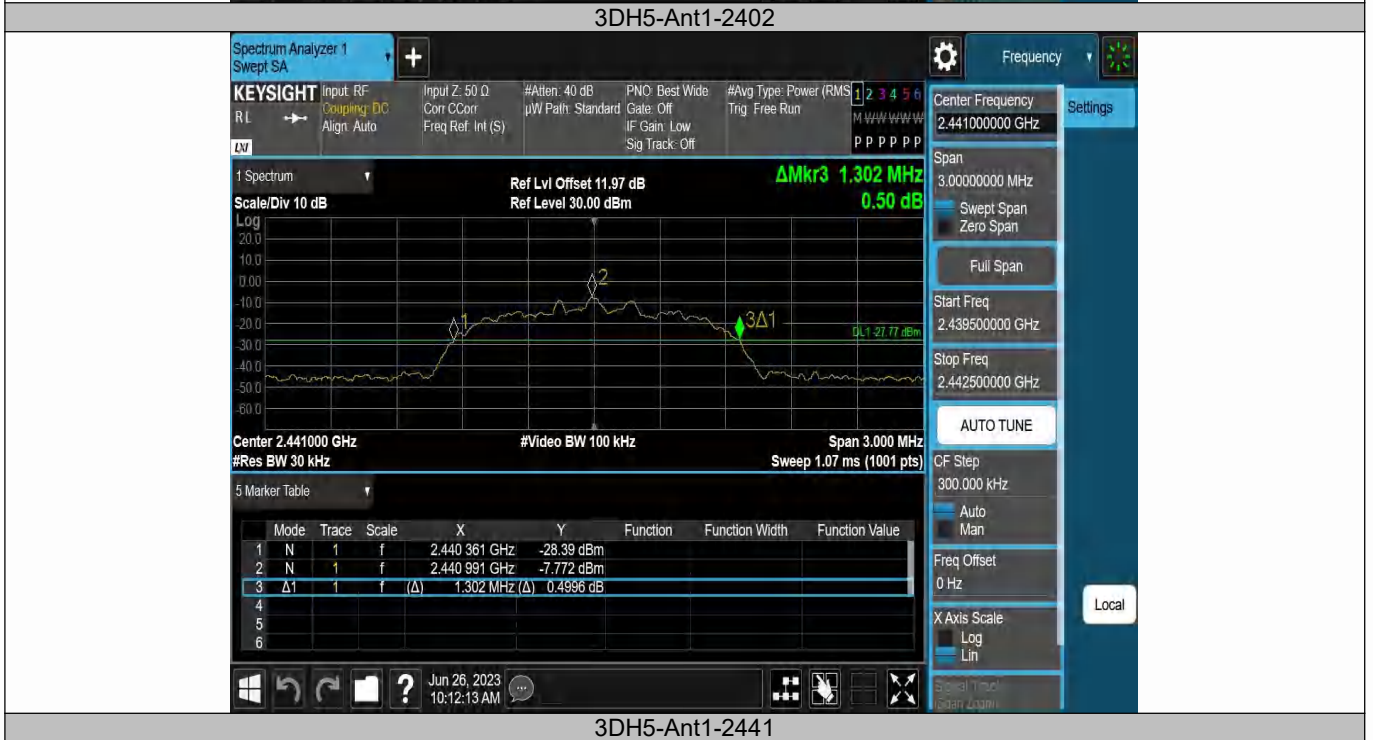 3DH5-Ant1-2402
Spectrum Analyzer 1
Swept SA
Frequency
KEYSIGHT
Input: RF
Coupling: DC
Align: Auto
Input Z: 50 Ω
Corr CCorr
Freq Ref: Int (S)
#Atten: 40 dB
µW Path: Standard
PNO: Best Wide
Gate: Off
IF Gain: Low
Sig Track: Off
#Avg Type: Power (RMS
Trig: Free Run
1 2 3 4 5 6
M W W W W W
P P P P P P
RL
LXI
Center Frequency
2.441000000 GHz
Settings
Span
3.00000000 MHz
Swept Span
Zero Span
Full Span
Start Freq
2.439500000 GHz
Stop Freq
2.442500000 GHz
AUTO TUNE
CF Step
300.000 kHz
Auto
Man
Freq Offset
0 Hz
X Axis Scale
Log
Lin
Local
1 Spectrum
Scale/Div 10 dB
Ref Lvl Offset 11.97 dB
Ref Level 30.00 dBm
ΔMkr3 1.302 MHz
0.50 dB
Log
20.0
10.0
0.00
-10.0
-20.0
-30.0
-40.0
-50.0
-60.0
1
2
3Δ1
DL1 -27.77 dBm
Center 2.441000 GHz
#Video BW 100 kHz
Span 3.000 MHz
#Res BW 30 kHz
Sweep 1.07 ms (1001 pts)
5 Marker Table
Mode Trace Scale X Y Function Function Width Function Value
1 N 1 f 2.440 361 GHz -28.39 dBm
2 N 1 f 2.440 991 GHz -7.772 dBm
3 Δ1 1 f (Δ) 1.302 MHz (Δ) 0.4996 dB
4
5
6
Jun 26, 2023
10:12:13 AM
3DH5-Ant1-2441